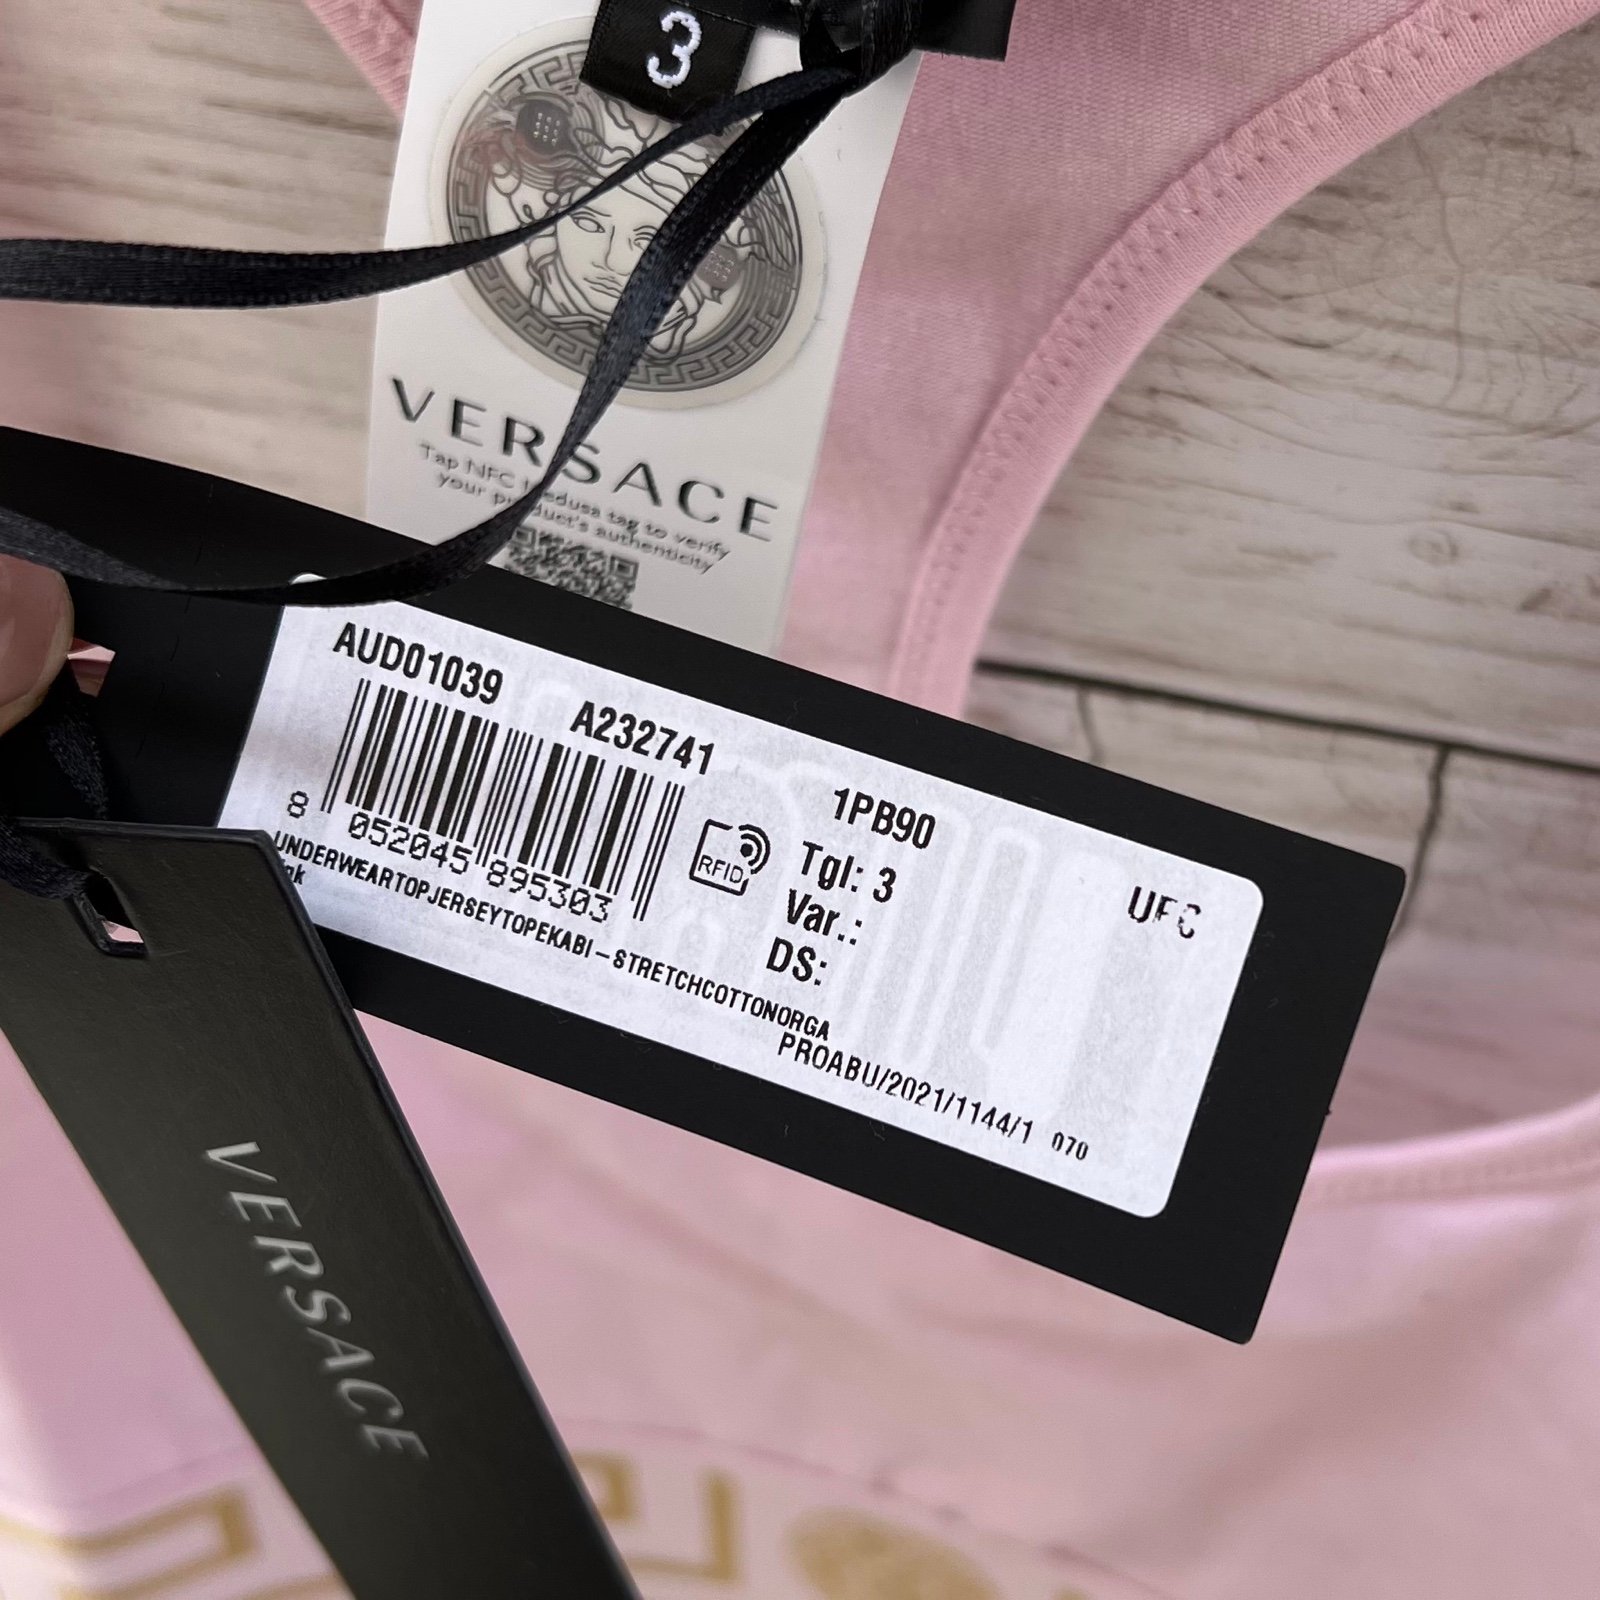 3
VERSACE
Tap NFC Medusa tag to verify
your product's authenticity
AUD01039
A232741
1PB90
8 052045 895303
RFID
Tgl: 3
Var.:
DS:
UFC
UNDERWEARTOPJERSEYTOPEKABI-STRETCHCOTTONORGA
PROABU/2021/1144/1 070
VERSACE